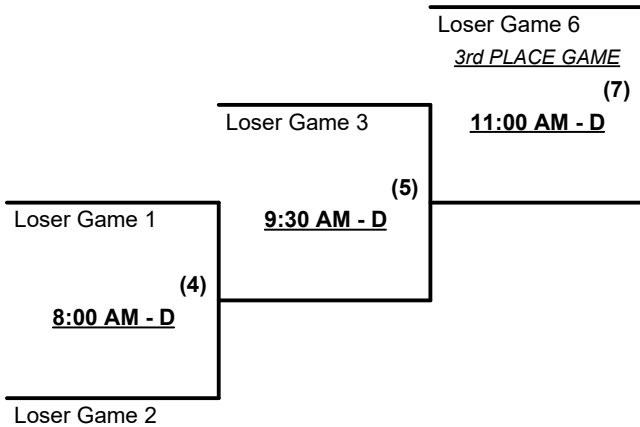 Loser Game 6
3rd PLACE GAME
(7)
11:00 AM - D
Loser Game 3
(5)
9:30 AM - D
Loser Game 1
(4)
8:00 AM - D
Loser Game 2